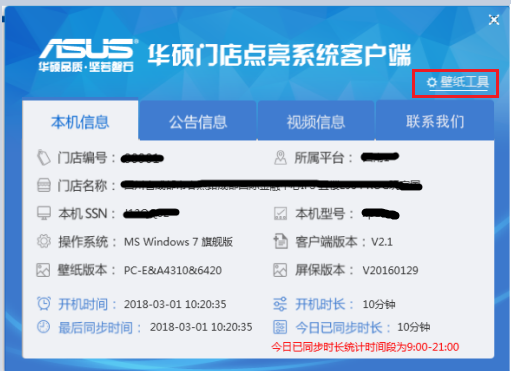 ASUS 华硕门店点亮系统客户端
华硕品质·坚若磐石
壁纸工具
本机信息 公告信息 视频信息 联系我们
门店编号： 所属平台：
门店名称：
本机 SSN： 本机型号：
操作系统： MS Windows 7 旗舰版 客户端版本： V2.1
壁纸版本： PC-E&A4310&6420 屏保版本： V20160129
开机时间： 2018-03-01 10:20:35 开机时长： 10分钟
最后同步时间： 2018-03-01 10:20:35 今日已同步时长： 10分钟
今日已同步时长统计时间段为9:00-21:00